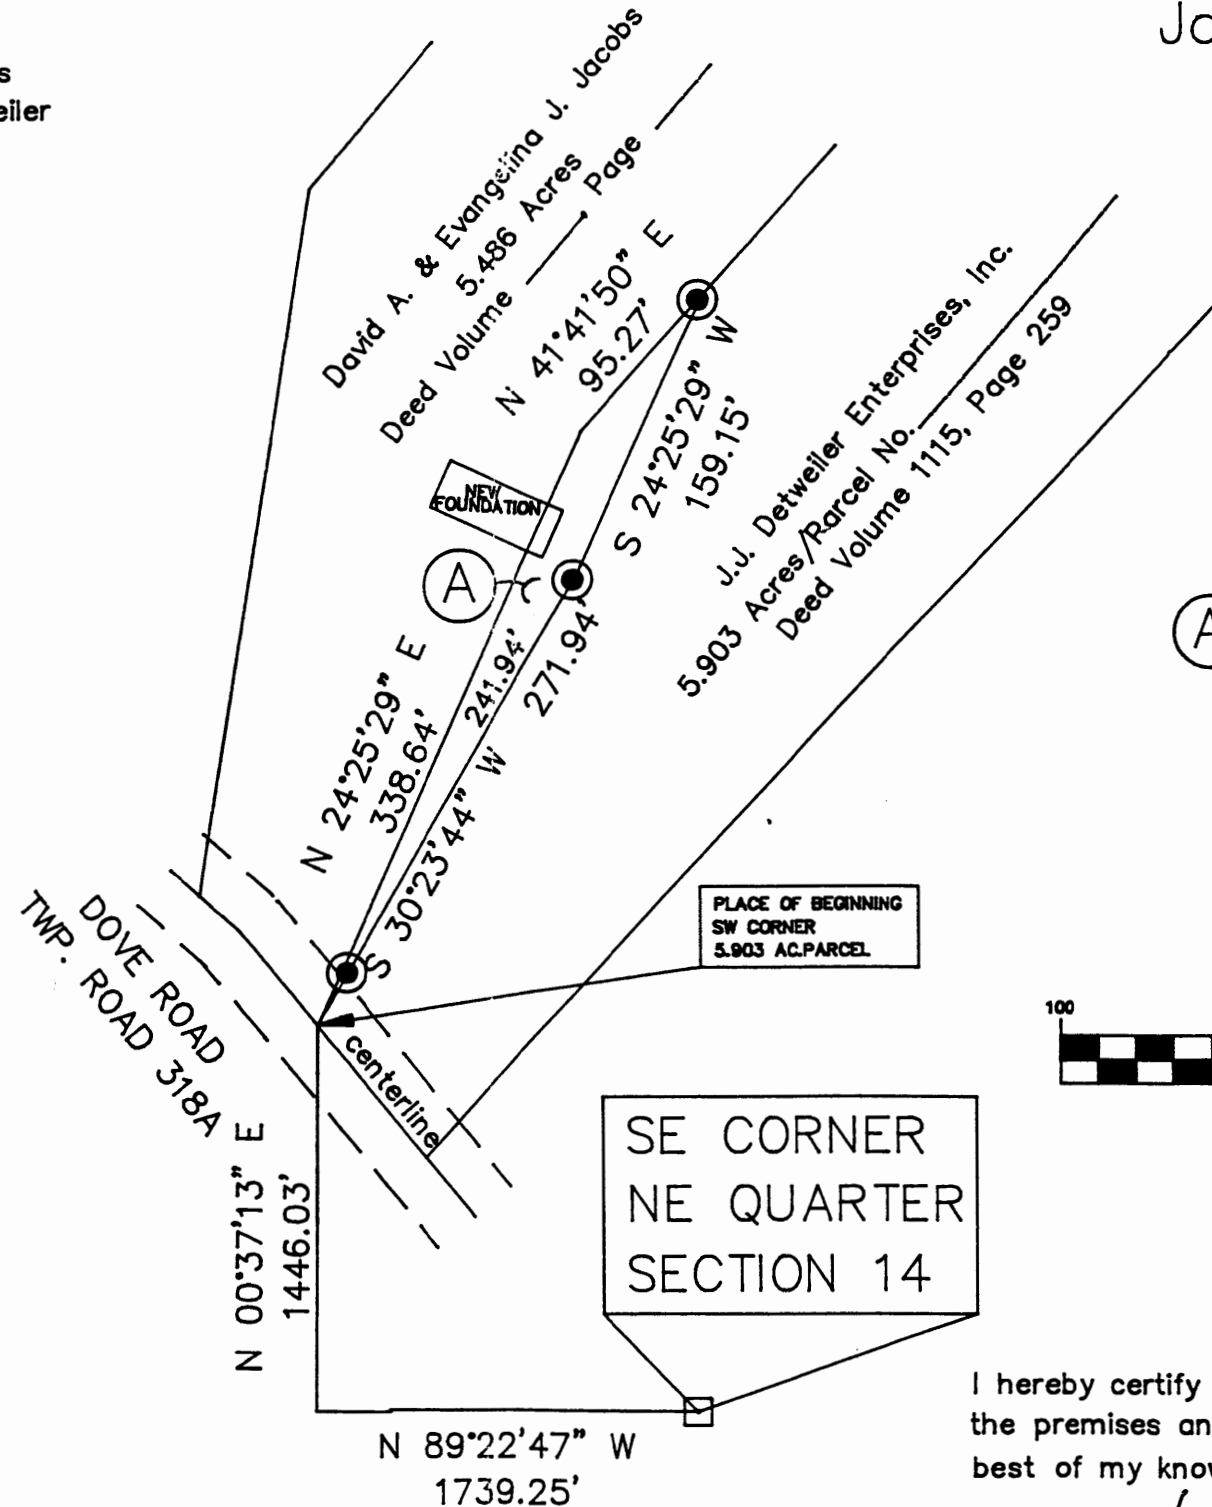 Jo
s
eiler
David A. & Evangelina J. Jacobs
5.486 Acres
Deed Volume ____, Page ____
N 41°41'50" E
95.27'
S 24°25'29" W
159.15'
J.J. Detweiler Enterprises, Inc.
5.903 Acres/Parcel No.____
Deed Volume 1115, Page 259
NEW
FOUNDATION
A
A
N 24°25'29" E
338.64'
241.94'
271.94'
S 30°23'44" W
PLACE OF BEGINNING
SW CORNER
5.903 AC.PARCEL
DOVE ROAD
TWP. ROAD 318A
centerline
100
N 00°37'13" E
1446.03'
SE CORNER
NE QUARTER
SECTION 14
N 89°22'47" W
1739.25'
I hereby certify
the premises an
best of my know